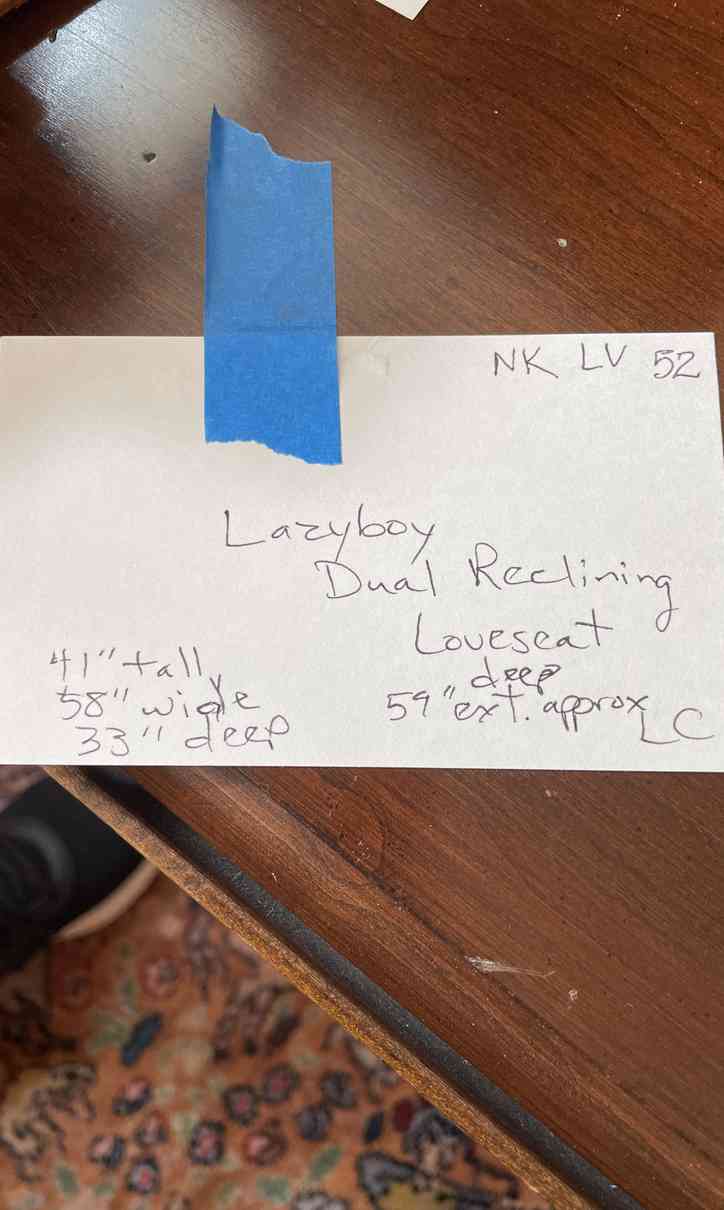 NK LV 52
Lazyboy
Dual Reclining
Loveseat
41" tall
58" wide
33" deep
deep
59" ext. approx
LC